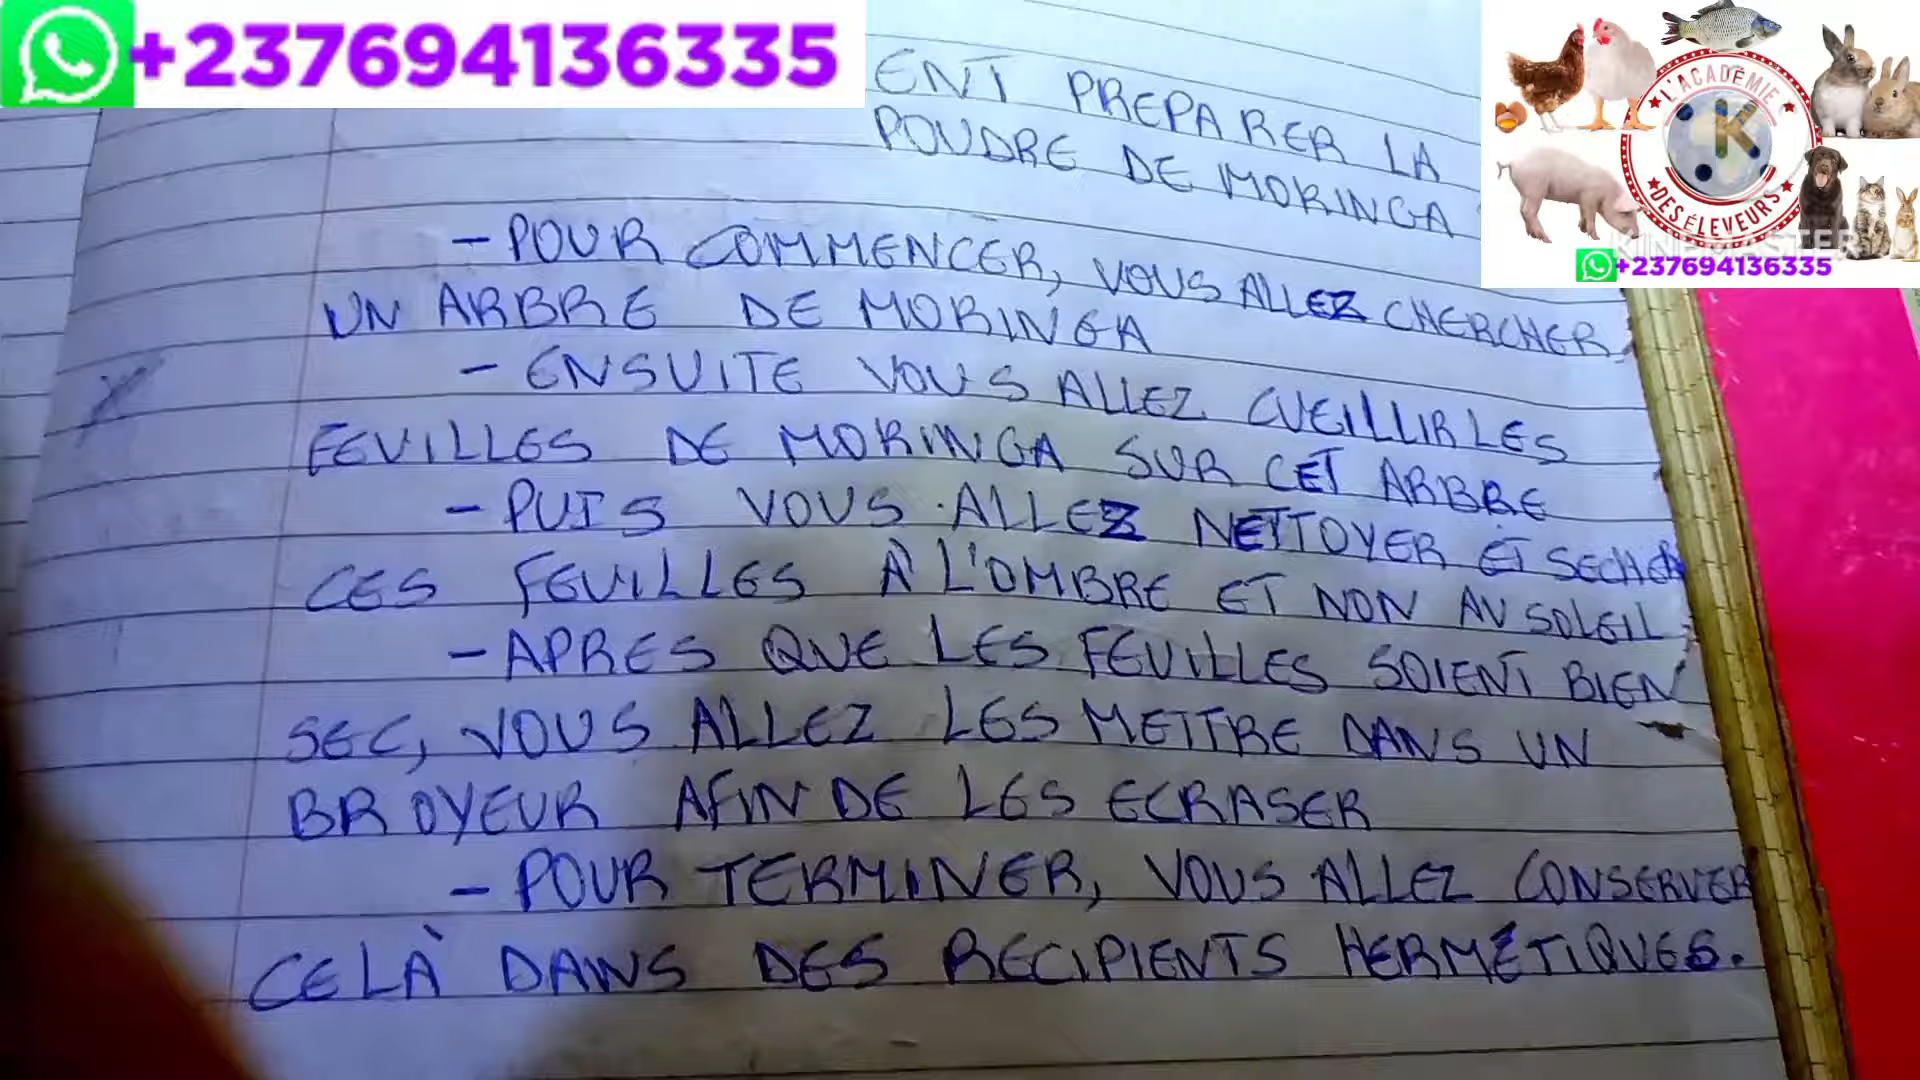 +237694136335
ENT PREPARER LA
POUDRE DE MORINGA
L'ACADÉMIE
K
DES ÉLEVEURS
KINEMASTER
+237694136335
- POUR COMMENCER, VOUS ALLEZ CHERCHER
UN ARBRE DE MORINGA
- ENSUITE VOUS ALLEZ CUEILLIR LES
FEUILLES DE MORINGA SUR CET ARBRE
- PUIS VOUS ALLEZ NETTOYER ET SECHER
CES FEUILLES À L'OMBRE ET NON AU SOLEIL
- APRES QUE LES FEUILLES SOIENT BIEN
SEC, VOUS ALLEZ LES METTRE DANS UN
BROYEUR AFIN DE LES ECRASER
- POUR TERMINER, VOUS ALLEZ CONSERVER
CELÀ DANS DES RECIPIENTS HERMÉTIQUES.